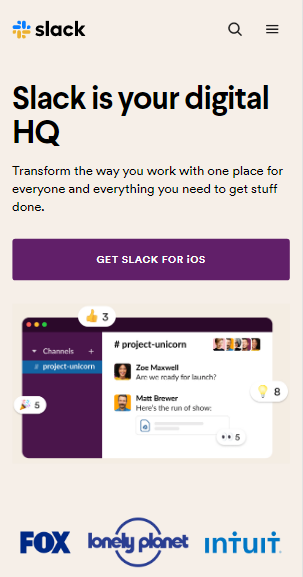 slack
Slack is your digital
HQ
Transform the way you work with one place for
everyone and everything you need to get stuff
done.
GET SLACK FOR iOS
3
Channels +
# project-unicorn
# project-unicorn
Zoe Maxwell
Are we ready for launch?
8
Matt Brewer
Here's the run of show:
5
5
FOX
lonely planet
INTUIT